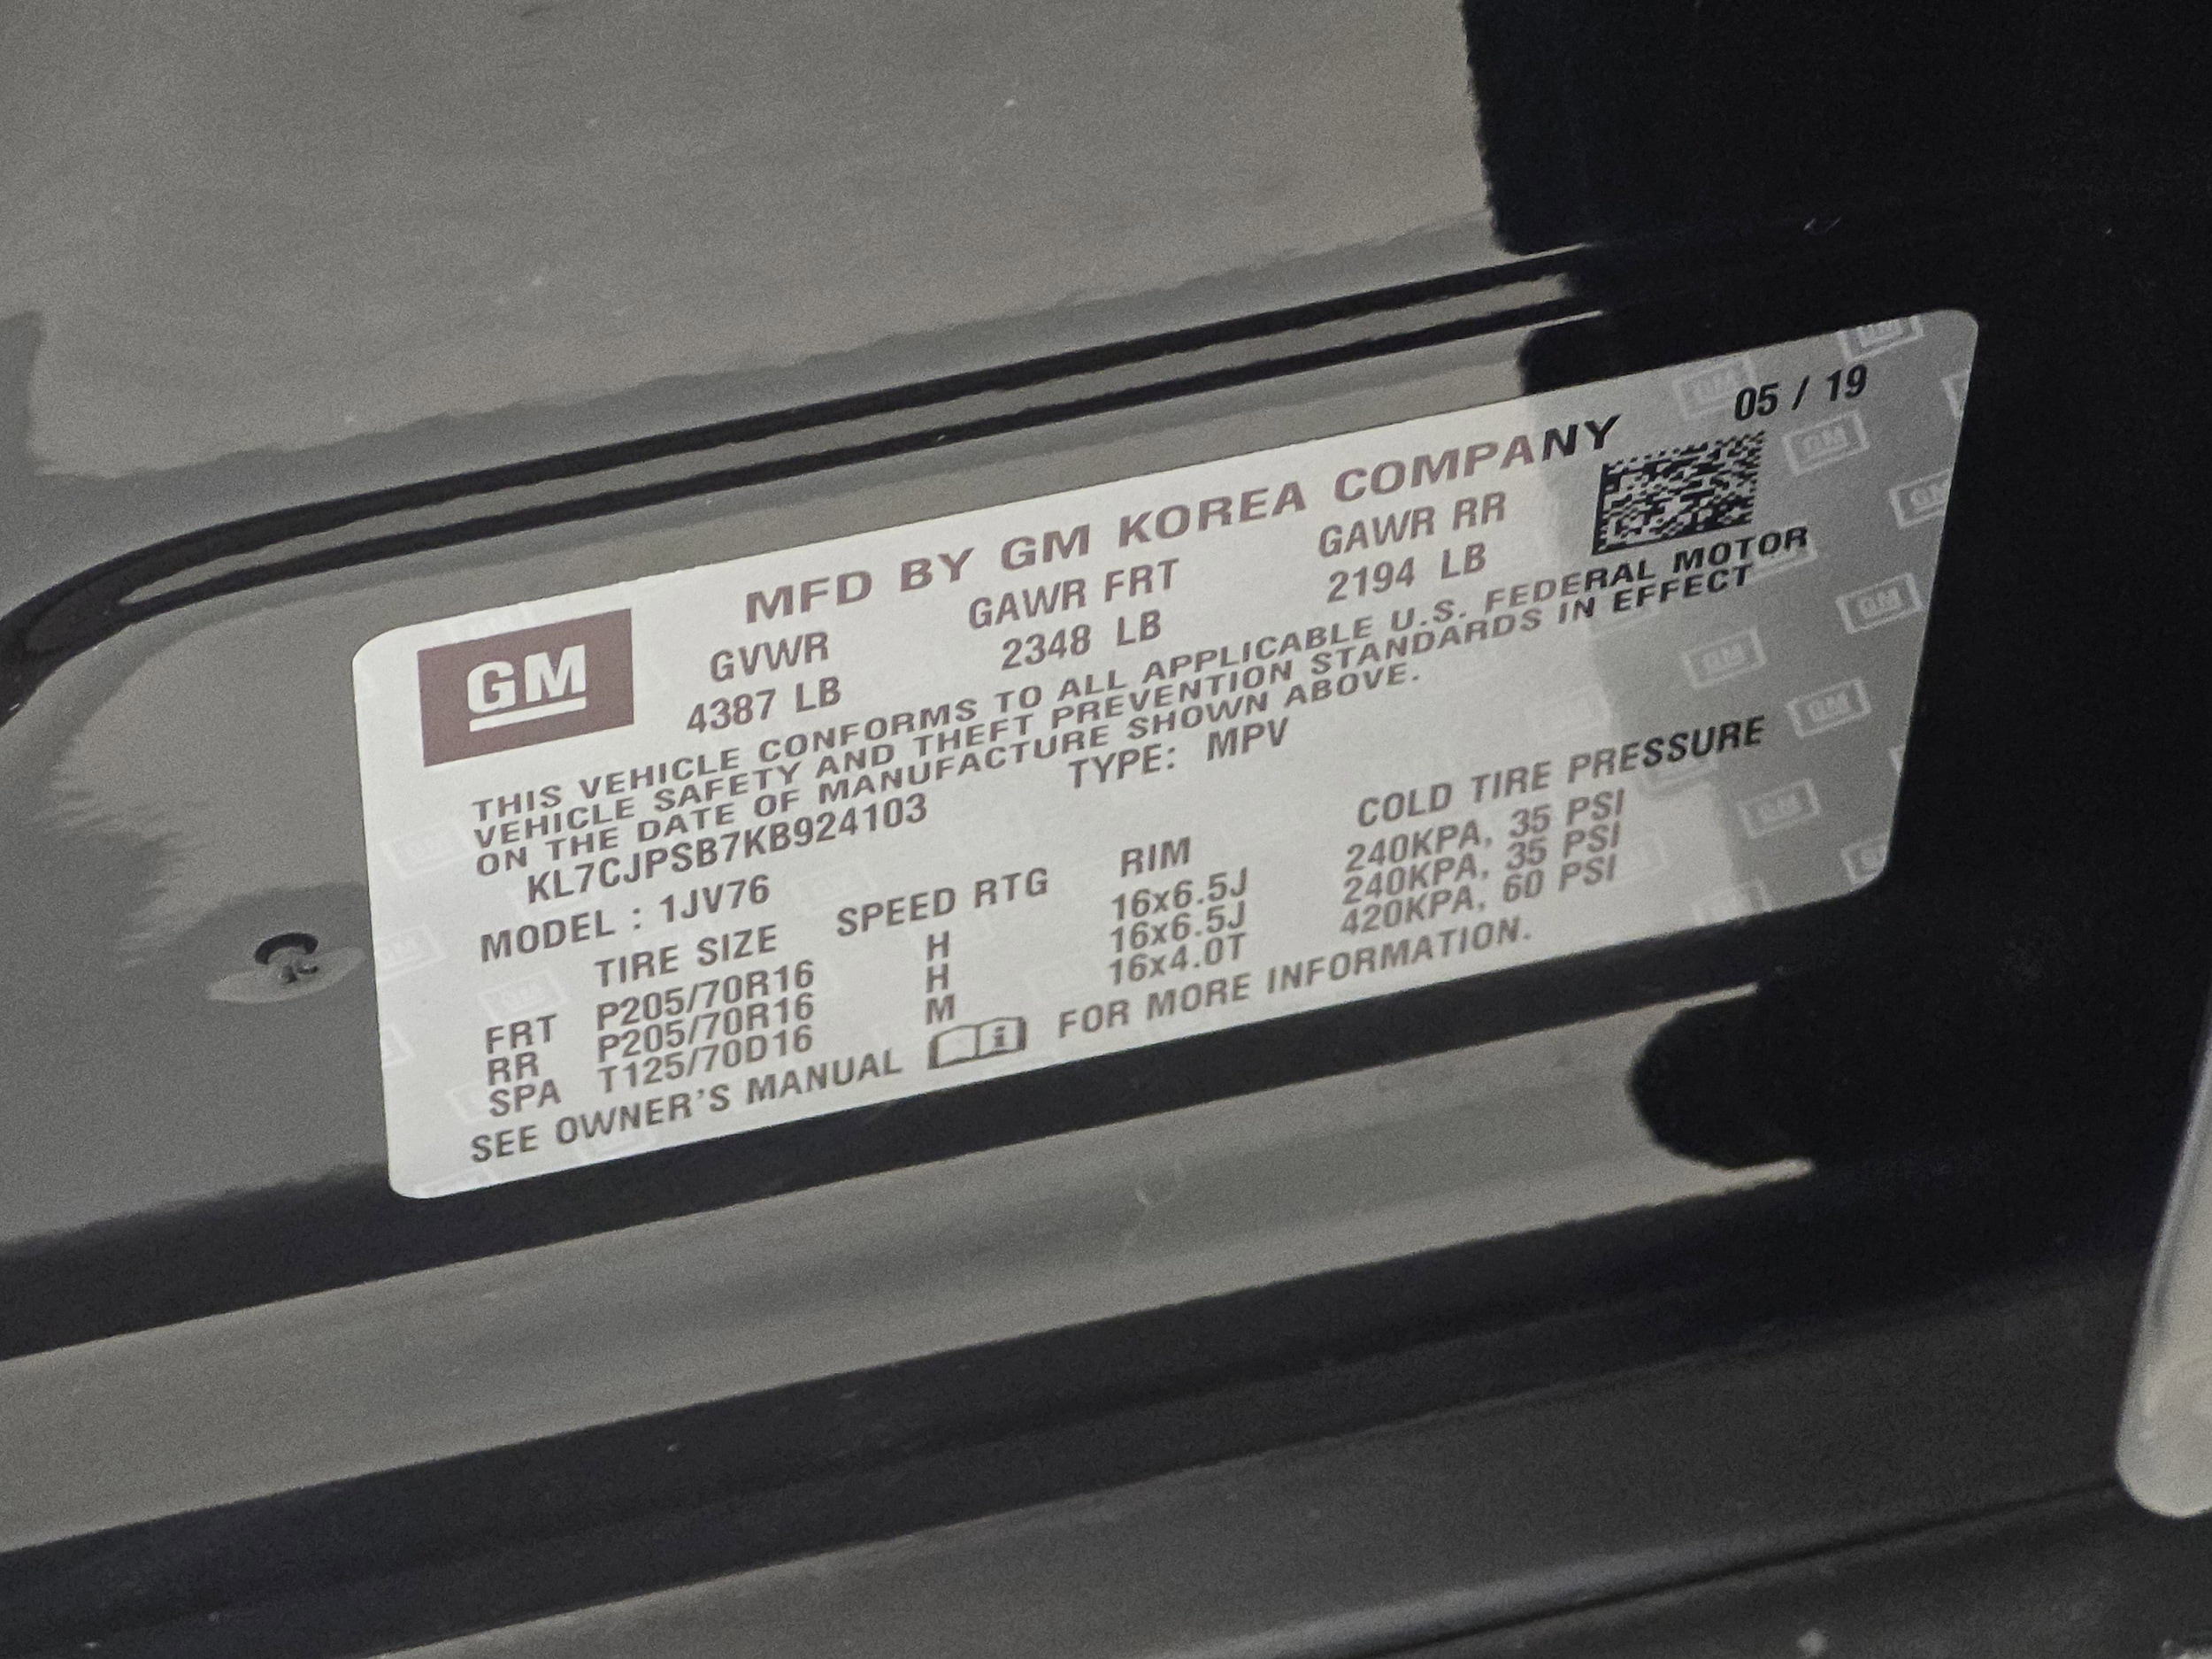 05 / 19
MFD BY GM KOREA COMPANY
GM
GVWR GAWR FRT GAWR RR
4387 LB 2348 LB 2194 LB
THIS VEHICLE CONFORMS TO ALL APPLICABLE U.S. FEDERAL MOTOR
VEHICLE SAFETY AND THEFT PREVENTION STANDARDS IN EFFECT
ON THE DATE OF MANUFACTURE SHOWN ABOVE.
KL7CJPSB7KB924103 TYPE: MPV
MODEL : 1JV76
TIRE SIZE SPEED RTG RIM COLD TIRE PRESSURE
FRT P205/70R16 H 16x6.5J 240KPA, 35 PSI
RR P205/70R16 H 16x6.5J 240KPA, 35 PSI
SPA T125/70D16 M 16x4.0T 420KPA, 60 PSI
SEE OWNER'S MANUAL i FOR MORE INFORMATION.